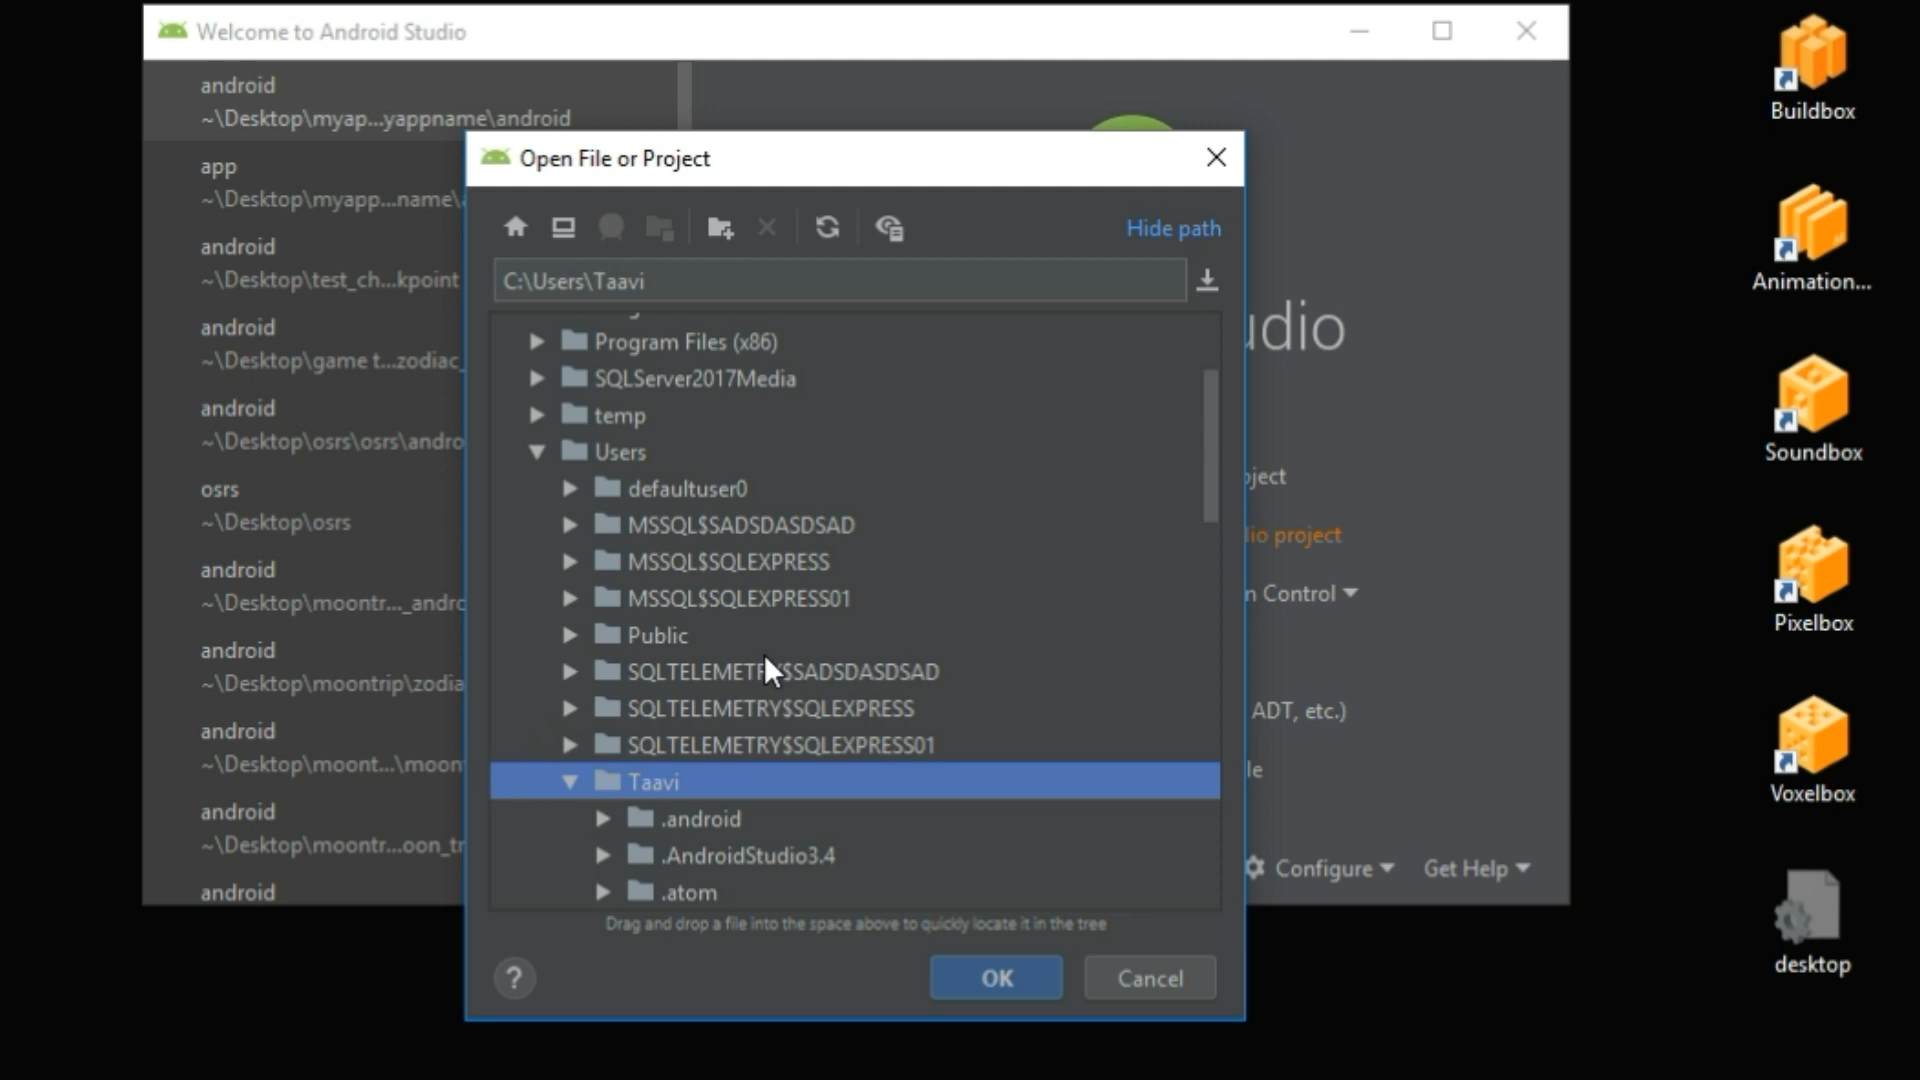 Welcome to Android Studio
android
~\Desktop\myap...yappname\android
app
~\Desktop\myapp...name\
android
~\Desktop\test_ch...kpoint
android
~\Desktop\game t...zodiac_
android
~\Desktop\osrs\osrs\andro
osrs
~\Desktop\osrs
android
~\Desktop\moontr..._andro
android
~\Desktop\moontrip\zodia
android
~\Desktop\moont...\moon
android
~\Desktop\moontr...oon_tr
android
Open File or Project
Hide path
C:\Users\Taavi
Program Files (x86)
SQLServer2017Media
temp
Users
defaultuser0
MSSQL$SADSDASDSAD
MSSQL$SQLEXPRESS
MSSQL$SQLEXPRESS01
Public
SQLTELEMETRY$SADSDASDSAD
SQLTELEMETRY$SQLEXPRESS
SQLTELEMETRY$SQLEXPRESS01
Taavi
.android
.AndroidStudio3.4
.atom
Drag and drop a file into the space above to quickly locate it in the tree
?
OK
Cancel
udio
oject
dio project
n Control
ADT, etc.)
le
Configure
Get Help
Buildbox
Animation...
Soundbox
Pixelbox
Voxelbox
desktop